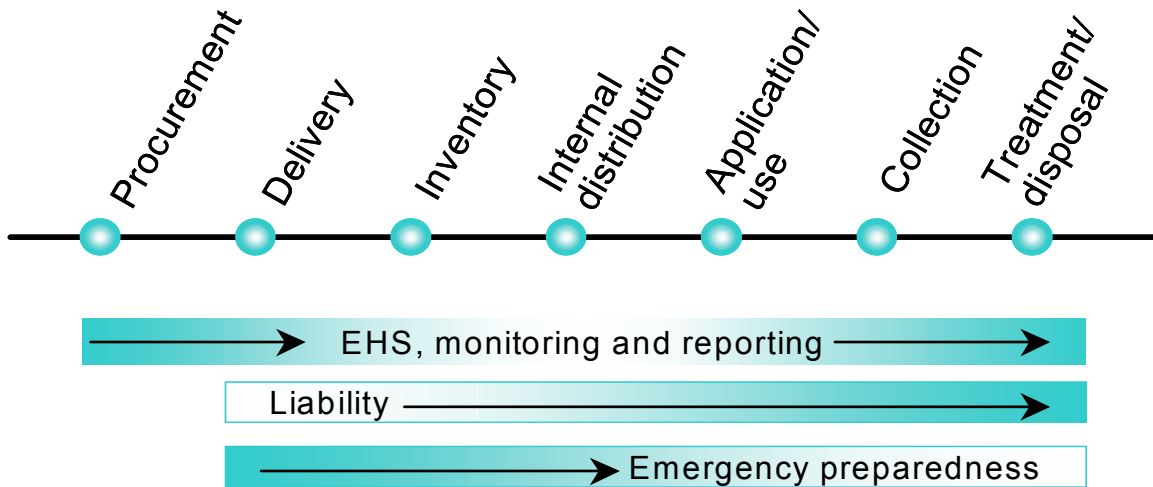 Procurement
Delivery
Inventory
Internal
distribution
Application/
use
Collection
Treatment/
disposal
EHS, monitoring and reporting
Liability
Emergency preparedness